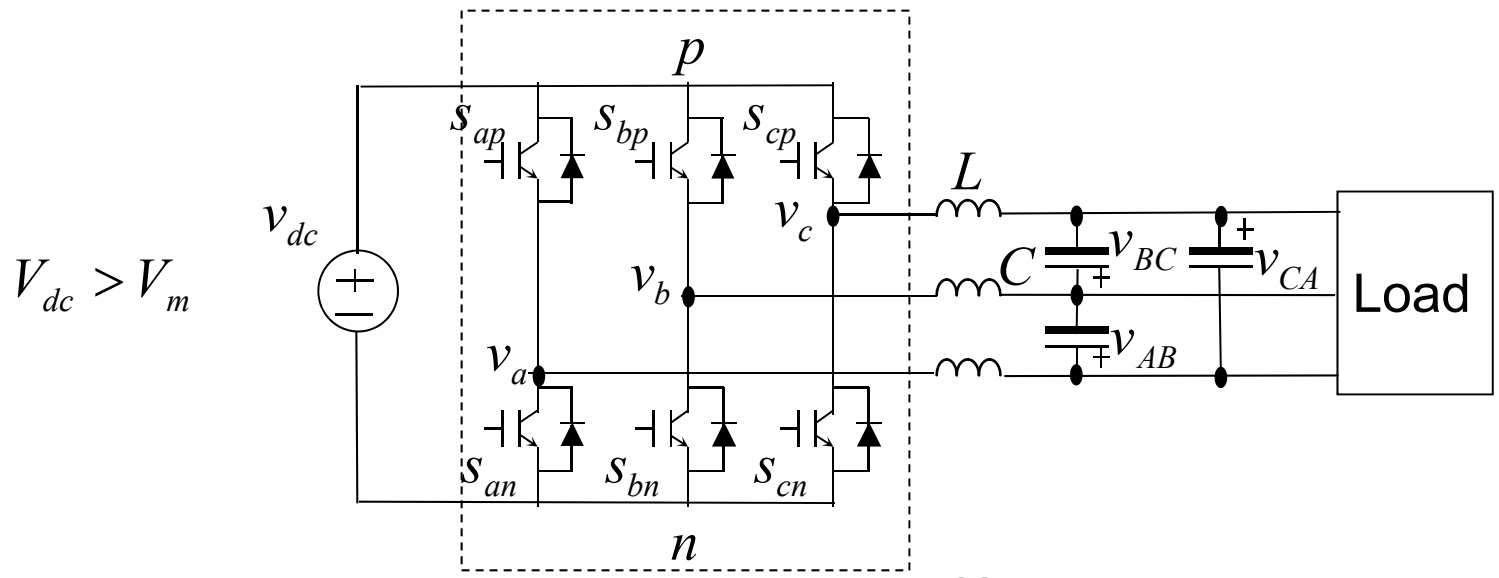 p
s_ap s_bp s_cp
L
v_dc
v_c
V_dc > V_m
+
−
v_b
C
+
v_BC
+
v_CA
Load
v_a
+
v_AB
s_an s_bn s_cn
n